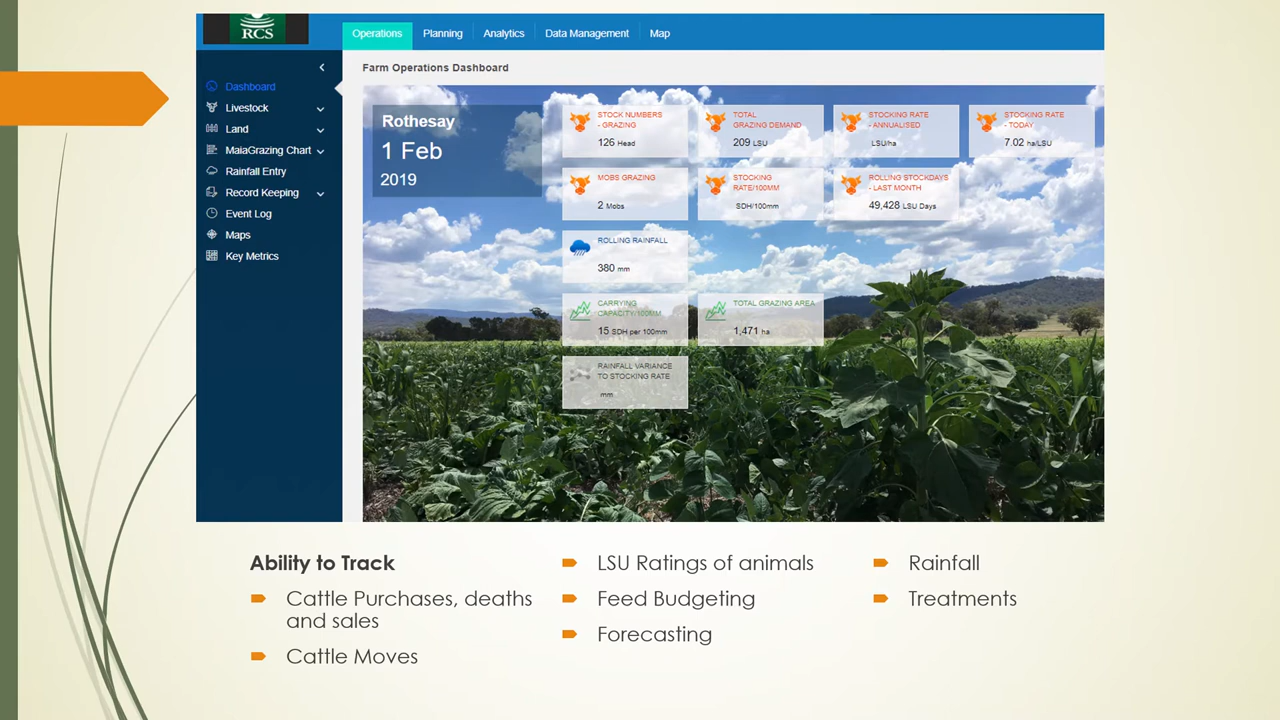 RCS
Operations
Planning
Analytics
Data Management
Map
Farm Operations Dashboard
Dashboard
Livestock
Land
MaiaGrazing Chart
Rainfall Entry
Record Keeping
Event Log
Maps
Key Metrics
Rothesay
1 Feb
2019
STOCK NUMBERS
- GRAZING
126 Head
TOTAL
GRAZING DEMAND
209 LSU
STOCKING RATE
- ANNUALISED
LSU/ha
STOCKING RATE
- TODAY
7.02 ha/LSU
MOBS GRAZING
2 Mobs
STOCKING
RATE/100MM
SDH/100mm
ROLLING STOCKDAYS
- LAST MONTH
49,428 LSU Days
ROLLING RAINFALL
380 mm
CARRYING
CAPACITY/100MM
15 SDH per 100mm
TOTAL GRAZING AREA
1,471 ha
RAINFALL VARIANCE
TO STOCKING RATE
mm
Ability to Track
Cattle Purchases, deaths
and sales
Cattle Moves
LSU Ratings of animals
Feed Budgeting
Forecasting
Rainfall
Treatments